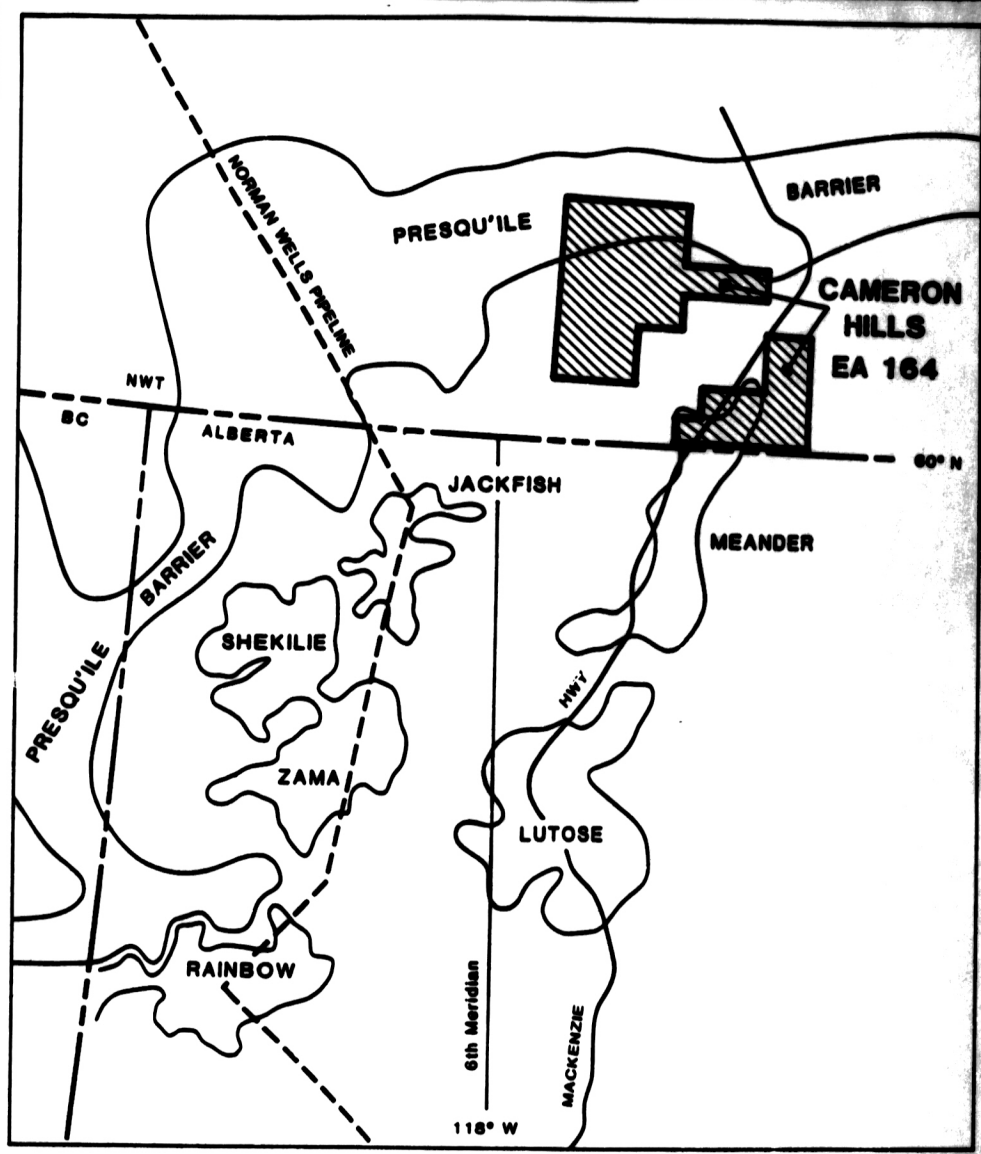 NORMAN WELLS PIPELINE
BARRIER
PRESQU'ILE
CAMERON
HILLS
EA 164
NWT
BC
ALBERTA
60° N
JACKFISH
MEANDER
BARRIER
SHEKILIE
PRESQU'ILE
HWY
ZAMA
LUTOSE
RAINBOW
6th Meridian
MACKENZIE
118° W